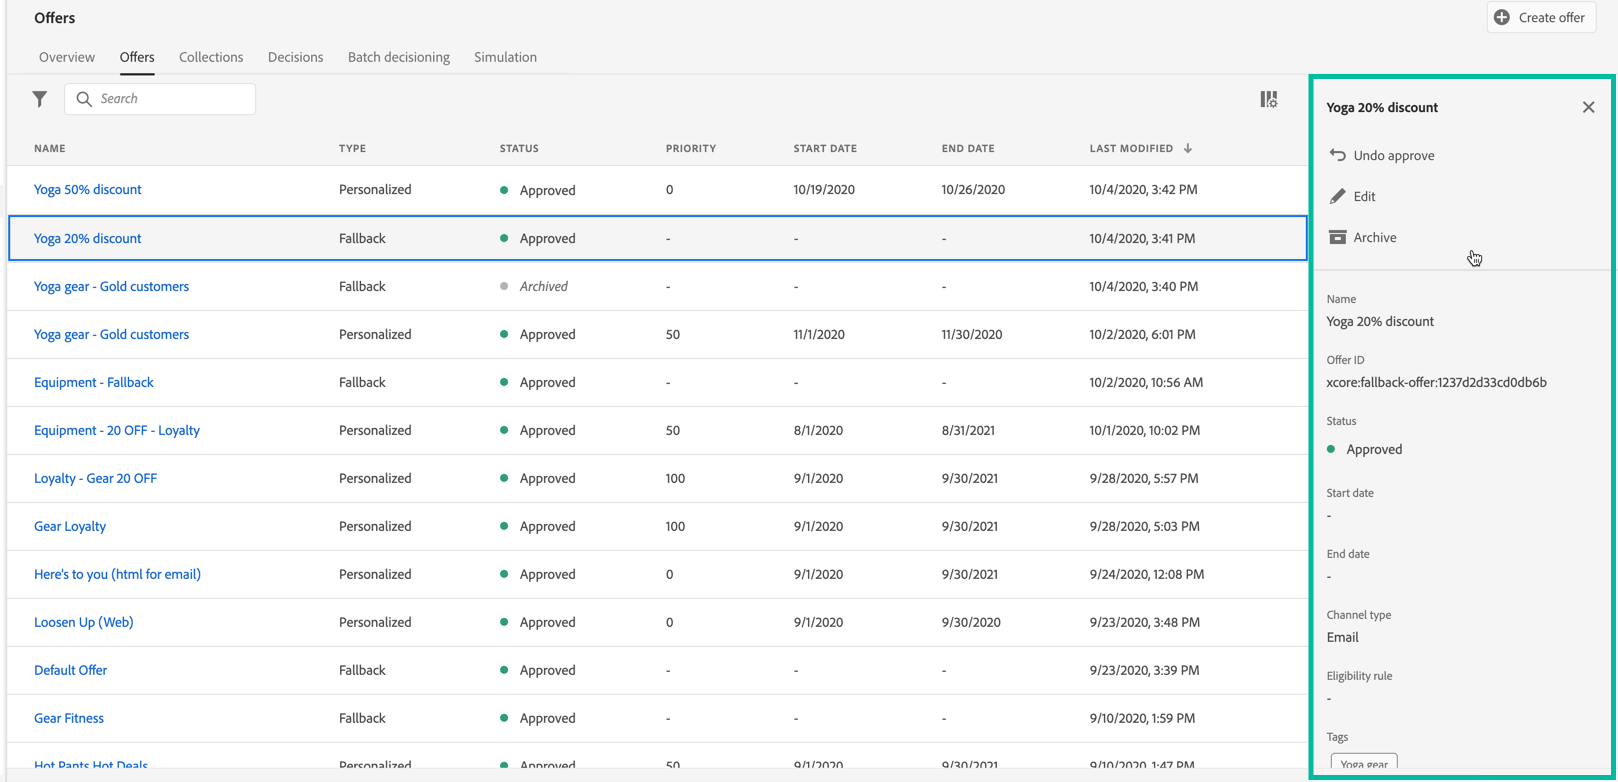 Offers
Create offer
Overview Offers Collections Decisions Batch decisioning Simulation
Search
NAME TYPE STATUS PRIORITY START DATE END DATE LAST MODIFIED
Yoga 50% discount Personalized Approved 0 10/19/2020 10/26/2020 10/4/2020, 3:42 PM
Yoga 20% discount Fallback Approved - - - 10/4/2020, 3:41 PM
Yoga gear - Gold customers Fallback Archived - - - 10/4/2020, 3:40 PM
Yoga gear - Gold customers Personalized Approved 50 11/1/2020 11/30/2020 10/2/2020, 6:01 PM
Equipment - Fallback Fallback Approved - - - 10/2/2020, 10:56 AM
Equipment - 20 OFF - Loyalty Personalized Approved 50 8/1/2020 8/31/2021 10/1/2020, 10:02 PM
Loyalty - Gear 20 OFF Personalized Approved 100 9/1/2020 9/30/2021 9/28/2020, 5:57 PM
Gear Loyalty Personalized Approved 100 9/1/2020 9/30/2021 9/28/2020, 5:03 PM
Here's to you (html for email) Personalized Approved 0 9/1/2020 9/30/2021 9/24/2020, 12:08 PM
Loosen Up (Web) Personalized Approved 0 9/1/2020 9/30/2020 9/23/2020, 3:48 PM
Default Offer Fallback Approved - - - 9/23/2020, 3:39 PM
Gear Fitness Fallback Approved - - - 9/10/2020, 1:59 PM
Hot Pants Hot Deals Personalized Approved 50 9/1/2020 9/30/2021 9/10/2020, 1:47 PM
Yoga 20% discount
Undo approve
Edit
Archive
Name
Yoga 20% discount
Offer ID
xcore:fallback-offer:1237d2d33cd0db6b
Status
Approved
Start date
-
End date
-
Channel type
Email
Eligibility rule
-
Tags
Yoga gear